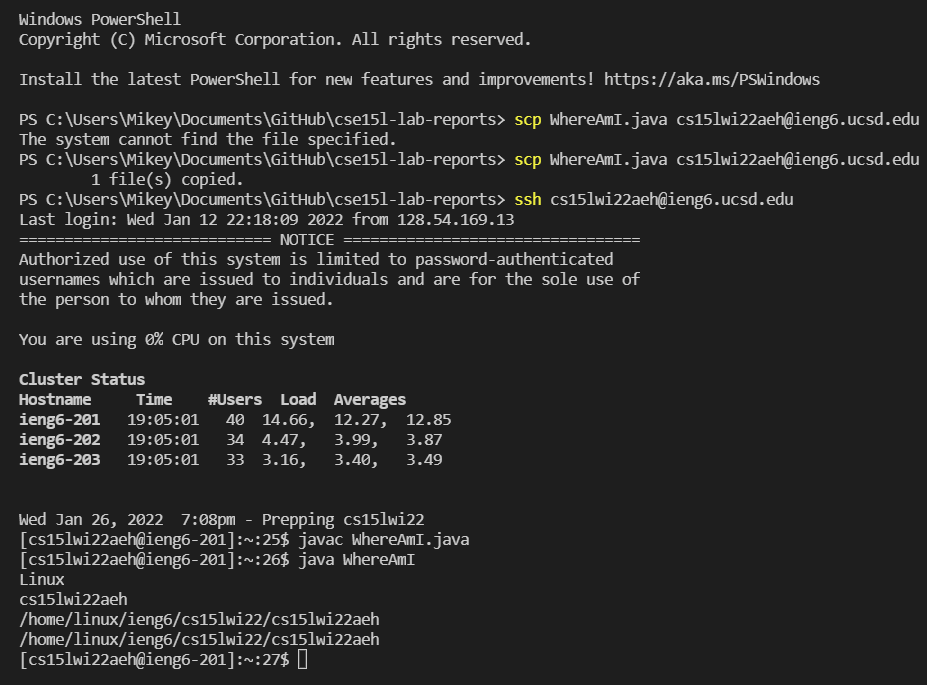 Windows PowerShell
Copyright (C) Microsoft Corporation. All rights reserved.
Install the latest PowerShell for new features and improvements! https://aka.ms/PSWindows
PS C:\Users\Mikey\Documents\GitHub\cse15l-lab-reports> scp WhereAmI.java cs15lwi22aeh@ieng6.ucsd.edu
The system cannot find the file specified.
PS C:\Users\Mikey\Documents\GitHub\cse15l-lab-reports> scp WhereAmI.java cs15lwi22aeh@ieng6.ucsd.edu
        1 file(s) copied.
PS C:\Users\Mikey\Documents\GitHub\cse15l-lab-reports> ssh cs15lwi22aeh@ieng6.ucsd.edu
Last login: Wed Jan 12 22:18:09 2022 from 128.54.169.13
============================ NOTICE =================================
Authorized use of this system is limited to password-authenticated
usernames which are issued to individuals and are for the sole use of
the person to whom they are issued.
You are using 0% CPU on this system
Cluster Status
Hostname     Time    #Users  Load  Averages
ieng6-201   19:05:01   40  14.66,  12.27,  12.85
ieng6-202   19:05:01   34  4.47,   3.99,   3.87
ieng6-203   19:05:01   33  3.16,   3.40,   3.49
Wed Jan 26, 2022  7:08pm - Prepping cs15lwi22
[cs15lwi22aeh@ieng6-201]:~:25$ javac WhereAmI.java
[cs15lwi22aeh@ieng6-201]:~:26$ java WhereAmI
Linux
cs15lwi22aeh
/home/linux/ieng6/cs15lwi22/cs15lwi22aeh
/home/linux/ieng6/cs15lwi22/cs15lwi22aeh
[cs15lwi22aeh@ieng6-201]:~:27$